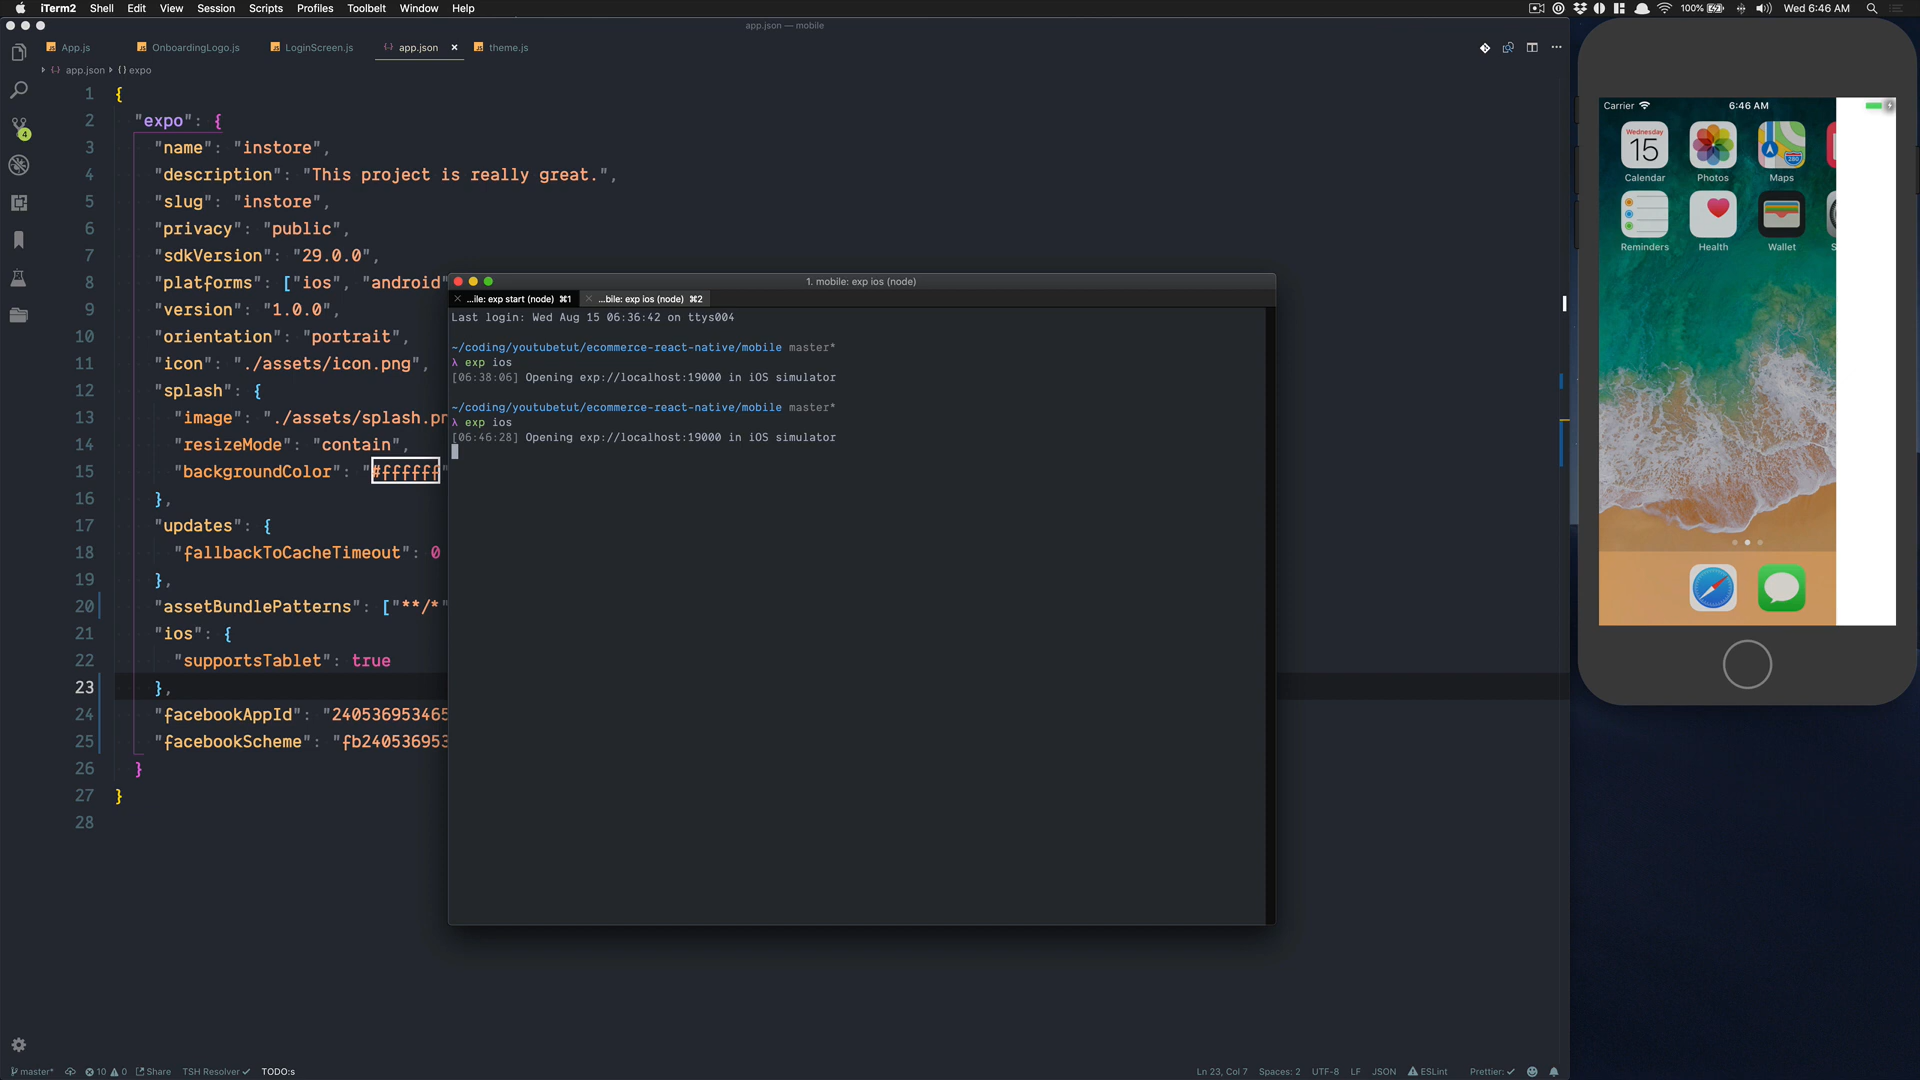 iTerm2 Shell Edit View Session Scripts Profiles Toolbelt Window Help
100% Wed 6:46 AM
app.json — mobile
App.js OnboardingLogo.js LoginScreen.js {·} app.json × theme.js
{·} app.json {} expo
1 {
2 "expo": {
3 "name": "instore",
4 "description": "This project is really great.",
5 "slug": "instore",
6 "privacy": "public",
7 "sdkVersion": "29.0.0",
8 "platforms": ["ios", "android"
9 "version": "1.0.0",
10 "orientation": "portrait",
11 "icon": "./assets/icon.png",
12 "splash": {
13 "image": "./assets/splash.pn
14 "resizeMode": "contain",
15 "backgroundColor": "#ffffff"
16 },
17 "updates": {
18 "fallbackToCacheTimeout": 0
19 },
20 "assetBundlePatterns": ["**/*"
21 "ios": {
22 "supportsTablet": true
23 },
24 "facebookAppId": "240536953465
25 "facebookScheme": "fb240536953
26 }
27 }
28
4
1. mobile: exp ios (node)
...ile: exp start (node) ⌘1 ...bile: exp ios (node) ⌘2
Last login: Wed Aug 15 06:36:42 on ttys004
~/coding/youtubetut/ecommerce-react-native/mobile master*
λ exp ios
[06:38:06] Opening exp://localhost:19000 in iOS simulator
~/coding/youtubetut/ecommerce-react-native/mobile master*
λ exp ios
[06:46:28] Opening exp://localhost:19000 in iOS simulator
Carrier 6:46 AM
Wednesday
15
280
Calendar Photos Maps
Reminders Health Wallet S
master* 10 0 Share TSH Resolver TODO:s
Ln 23, Col 7 Spaces: 2 UTF-8 LF JSON ESLint Prettier: